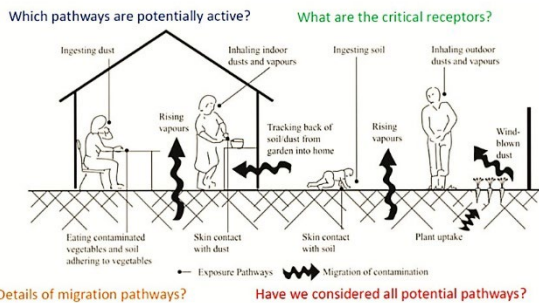 Which pathways are potentially active?
What are the critical receptors?
Ingesting dust
Inhaling indoor
dusts and vapours
Ingesting soil
Inhaling outdoor
dusts and vapours
Rising
vapours
Tracking back of
soil/dust from
garden into home
Rising
vapours
Wind-
blown
dust
Eating contaminated
vegetables and soil
adhering to vegetables
Skin contact
with dust
Skin contact
with soil
Plant uptake
Exposure Pathways
Migration of contamination
Details of migration pathways?
Have we considered all potential pathways?